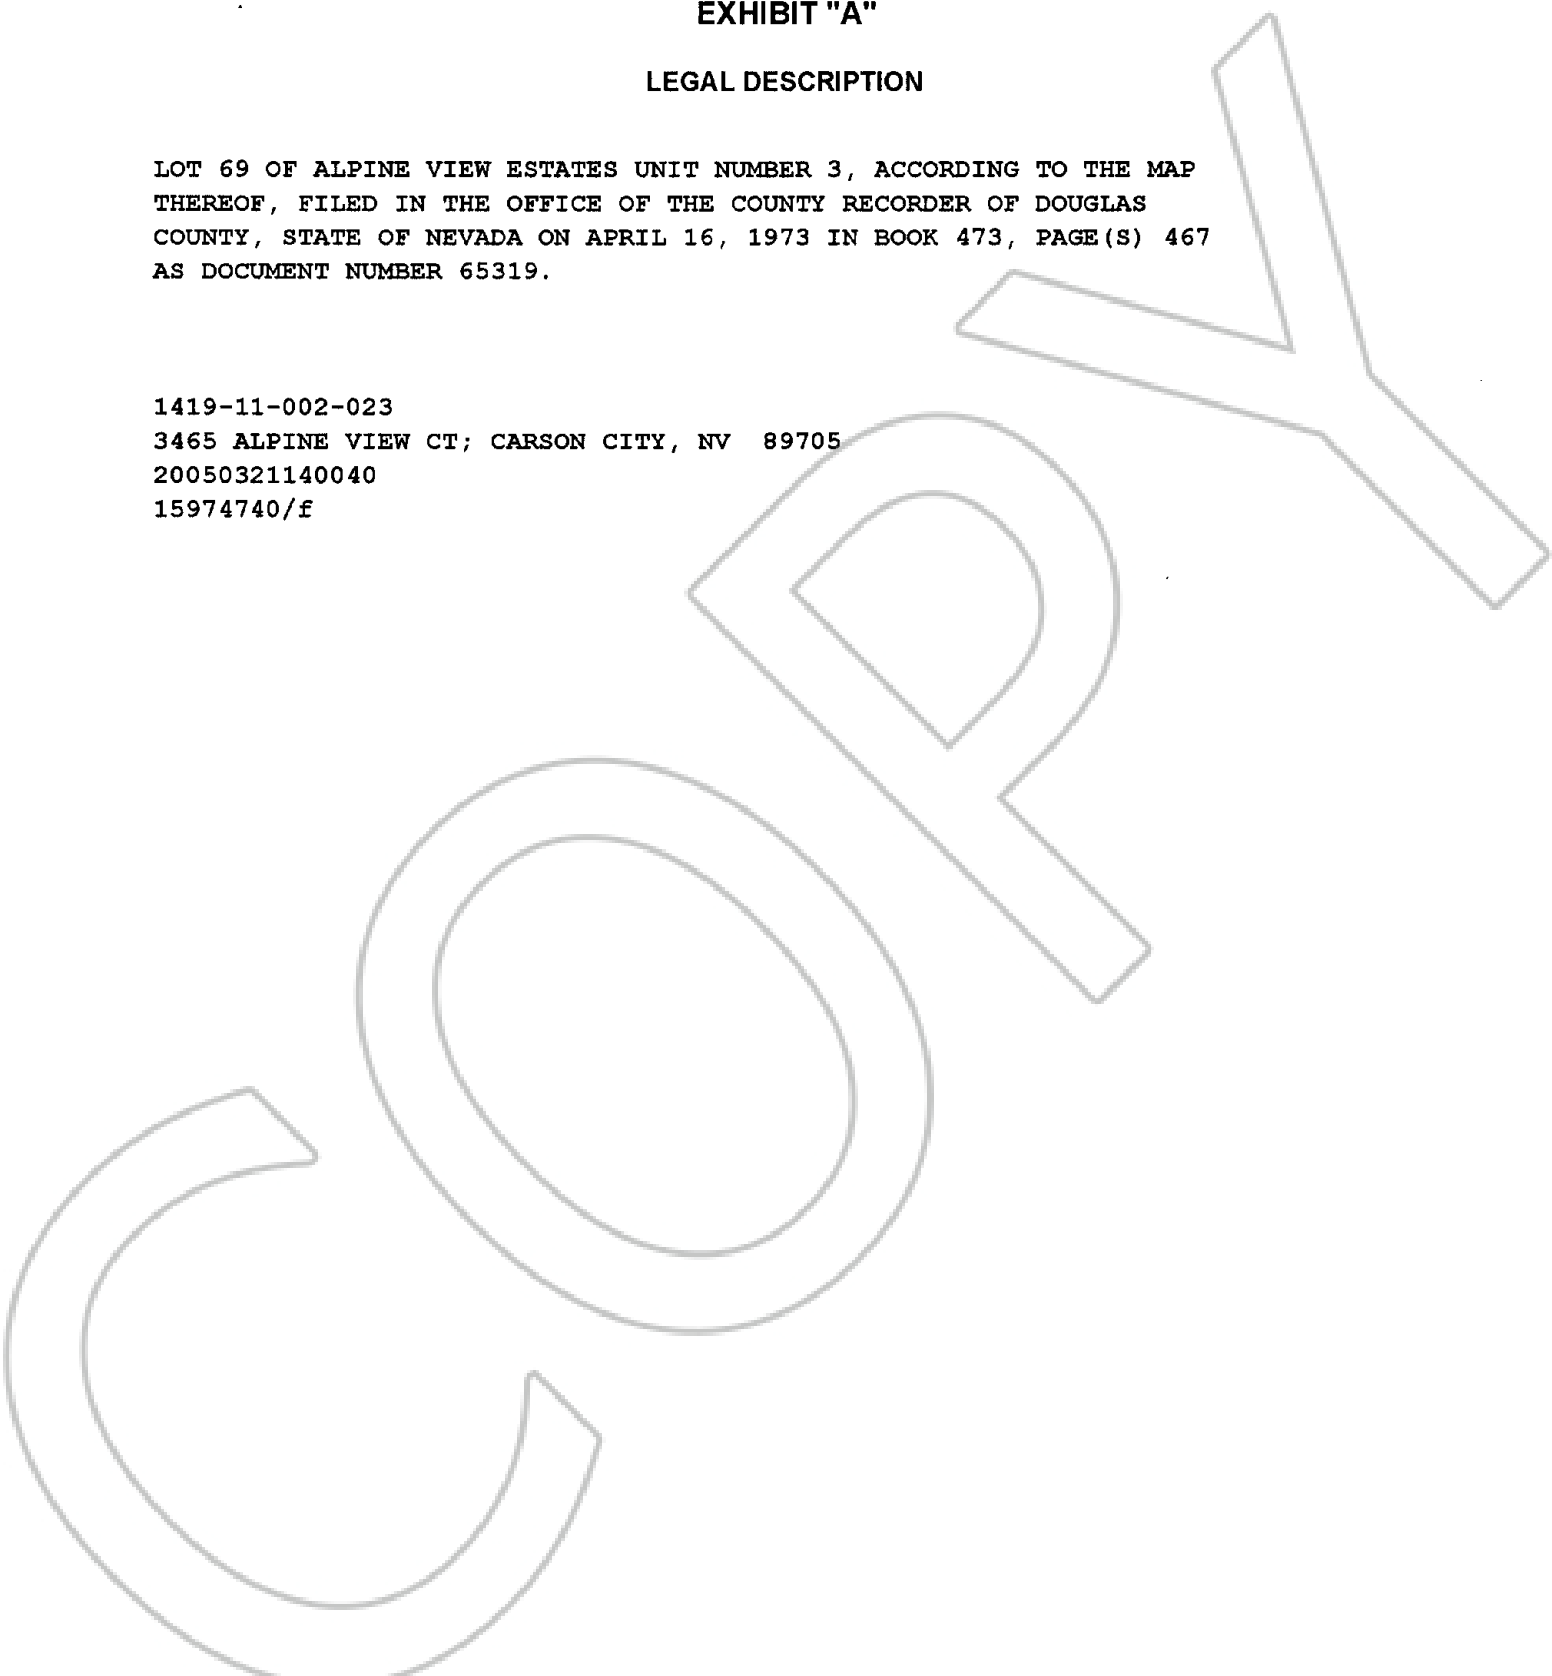 EXHIBIT "A"
LEGAL DESCRIPTION
LOT 69 OF ALPINE VIEW ESTATES UNIT NUMBER 3, ACCORDING TO THE MAP
THEREOF, FILED IN THE OFFICE OF THE COUNTY RECORDER OF DOUGLAS
COUNTY, STATE OF NEVADA ON APRIL 16, 1973 IN BOOK 473, PAGE(S) 467
AS DOCUMENT NUMBER 65319.
1419-11-002-023
3465 ALPINE VIEW CT; CARSON CITY, NV 89705
20050321140040
15974740/f
COPY